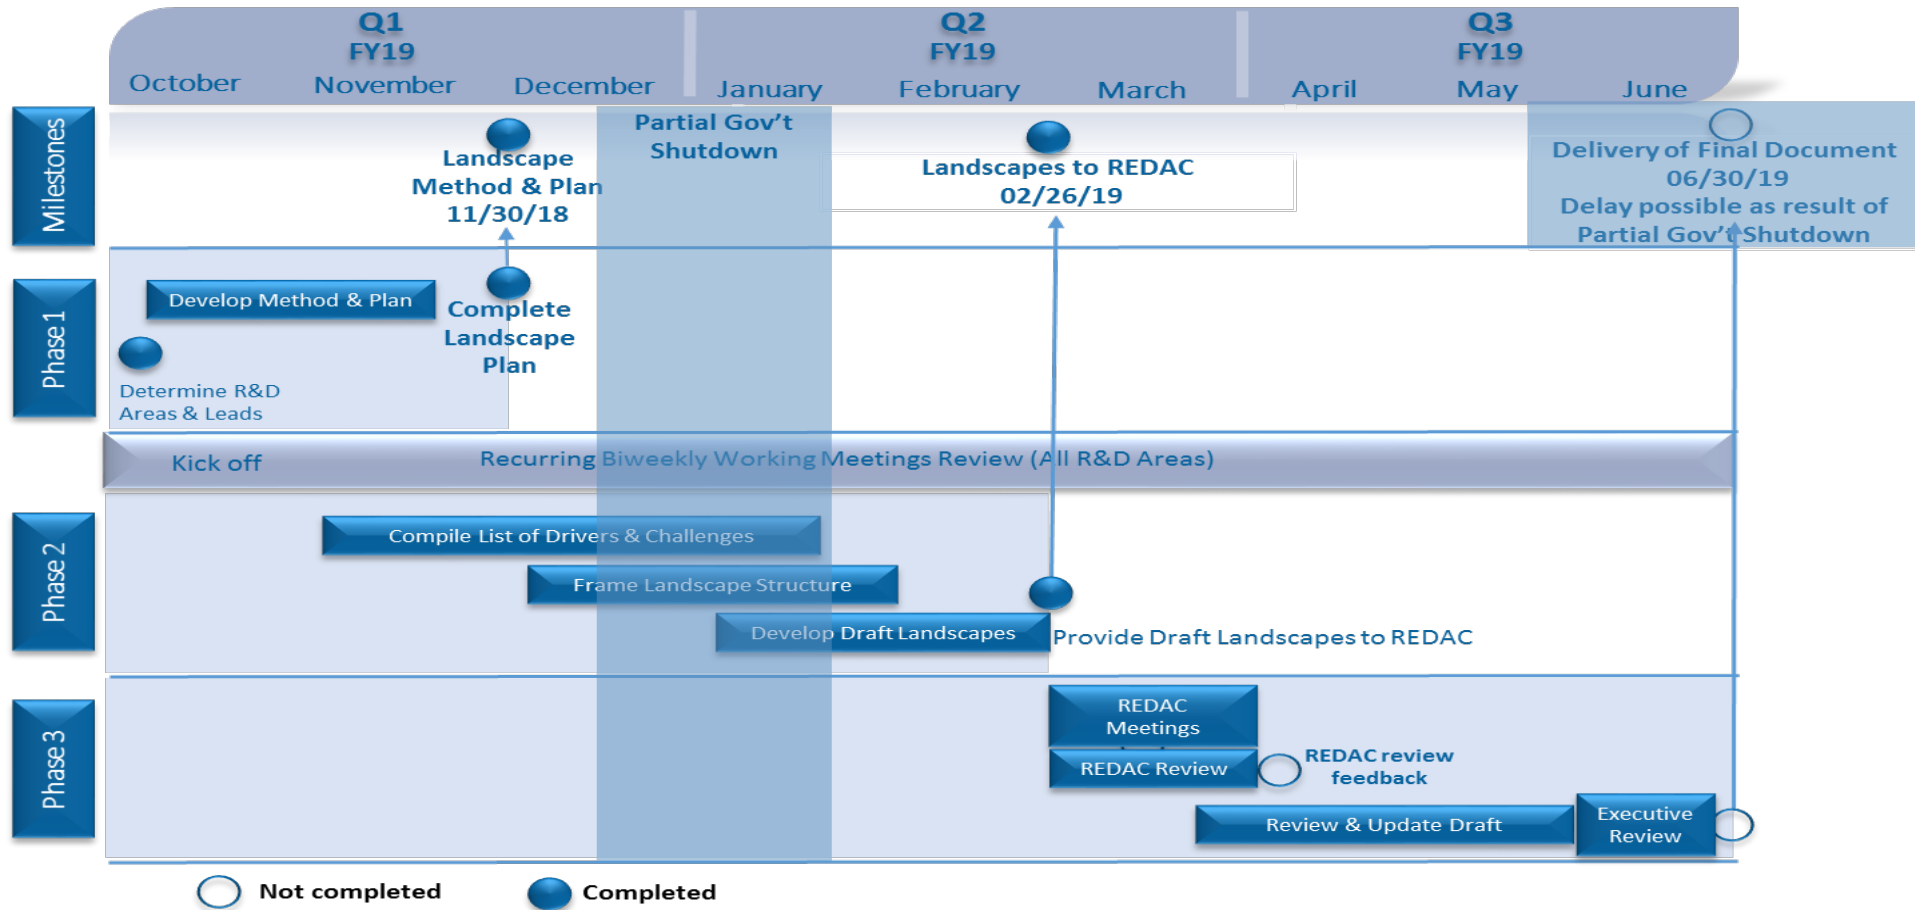 Q1
FY19
Q2
FY19
Q3
FY19
October
November
December
January
February
March
April
May
June
Milestones
Landscape
Method & Plan
11/30/18
Partial Gov't
Shutdown
Landscapes to REDAC
02/26/19
Delivery of Final Document
06/30/19
Delay possible as result of
Partial Gov't Shutdown
Phase 1
Develop Method & Plan
Determine R&D
Areas & Leads
Complete
Landscape
Plan
Kick off
Recurring Biweekly Working Meetings Review (All R&D Areas)
Phase 2
Compile List of Drivers & Challenges
Frame Landscape Structure
Develop Draft Landscapes
Provide Draft Landscapes to REDAC
Phase 3
REDAC
Meetings
REDAC Review
REDAC review
feedback
Review & Update Draft
Executive
Review
Not completed
Completed